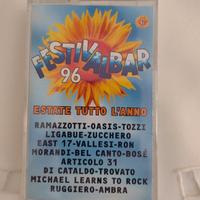 FESTIVALBAR
96
ESTATE TUTTO L'ANNO
RAMAZZOTTI-OASIS-TOZZI
LIGABUE-ZUCCHERO
EAST 17-VALLESI-RON
MORANDI-BEL CANTO-BOSÉ
ARTICOLO 31
DI CATALDO-TROVATO
MICHAEL LEARNS TO ROCK
RUGGIERO-AMBRA